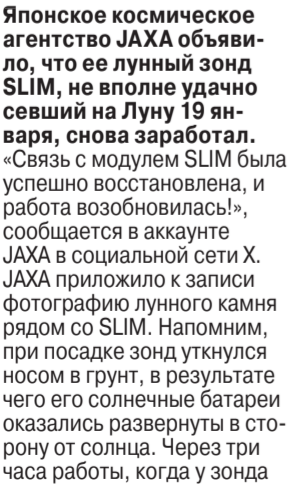 Японское космическое
агентство JAXA объяви-
ло, что ее лунный зонд
SLIM, не вполне удачно
севший на Луну 19 ян-
варя, снова заработал.
«Связь с модулем SLIM была
успешно восстановлена, и
работа возобновилась!»,
сообщается в аккаунте
JAXA в социальной сети X.
JAXA приложило к записи
фотографию лунного камня
рядом со SLIM. Напомним,
при посадке зонд уткнулся
носом в грунт, в результате
чего его солнечные батареи
оказались развернуты в сто-
рону от солнца. Через три
часа работы, когда у зонда